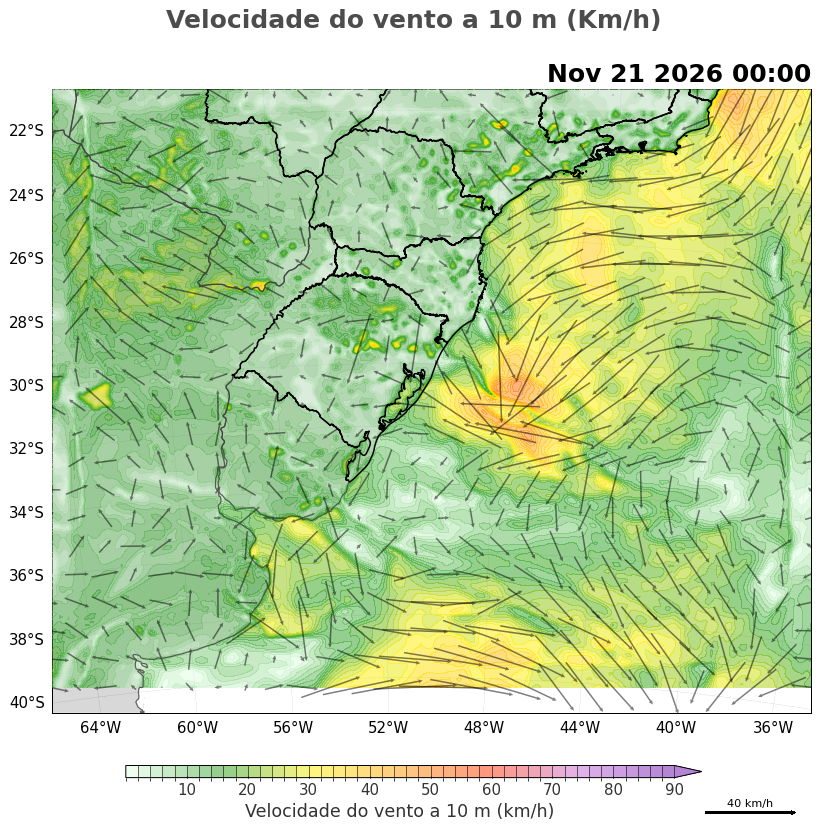 Velocidade do vento a 10 m (Km/h)
Nov 21 2026 00:00
22°S
24°S
26°S
28°S
30°S
32°S
34°S
36°S
38°S
40°S
64°W 60°W 56°W 52°W 48°W 44°W 40°W 36°W
10 20 30 40 50 60 70 80 90
Velocidade do vento a 10 m (km/h)
40 km/h